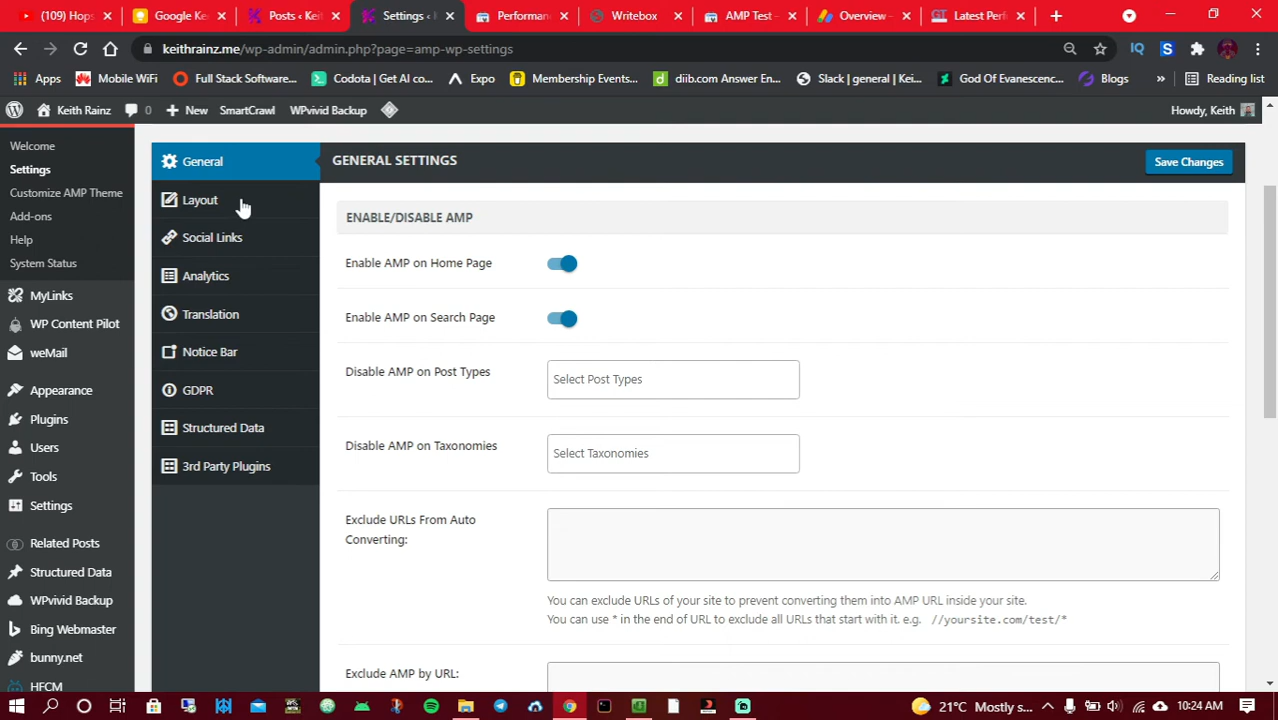 (109) Hops
Google Ke
Posts ‹ Keit
Settings ‹
Performan
Writebox
AMP Test -
Overview –
Latest Perf
keithrainz.me/wp-admin/admin.php?page=amp-wp-settings
Apps
Mobile WiFi
Full Stack Software...
Codota | Get AI co...
Expo
Membership Events...
diib.com Answer En...
Slack | general | Kei...
God Of Evanescenc...
Blogs
»
Reading list
Keith Rainz
0
New
SmartCrawl
WPvivid Backup
Howdy, Keith
Welcome
Settings
Customize AMP Theme
Add-ons
Help
System Status
MyLinks
WP Content Pilot
weMail
Appearance
Plugins
Users
Tools
Settings
Related Posts
Structured Data
WPvivid Backup
Bing Webmaster
bunny.net
HFCM
General
Layout
Social Links
Analytics
Translation
Notice Bar
GDPR
Structured Data
3rd Party Plugins
GENERAL SETTINGS
Save Changes
ENABLE/DISABLE AMP
Enable AMP on Home Page
Enable AMP on Search Page
Disable AMP on Post Types
Select Post Types
Disable AMP on Taxonomies
Select Taxonomies
Exclude URLs From Auto
Converting:
You can exclude URLs of your site to prevent converting them into AMP URL inside your site.
You can use * in the end of URL to exclude all URLs that start with it. e.g. //yoursite.com/test/*
Exclude AMP by URL:
21°C Mostly s...
10:24 AM